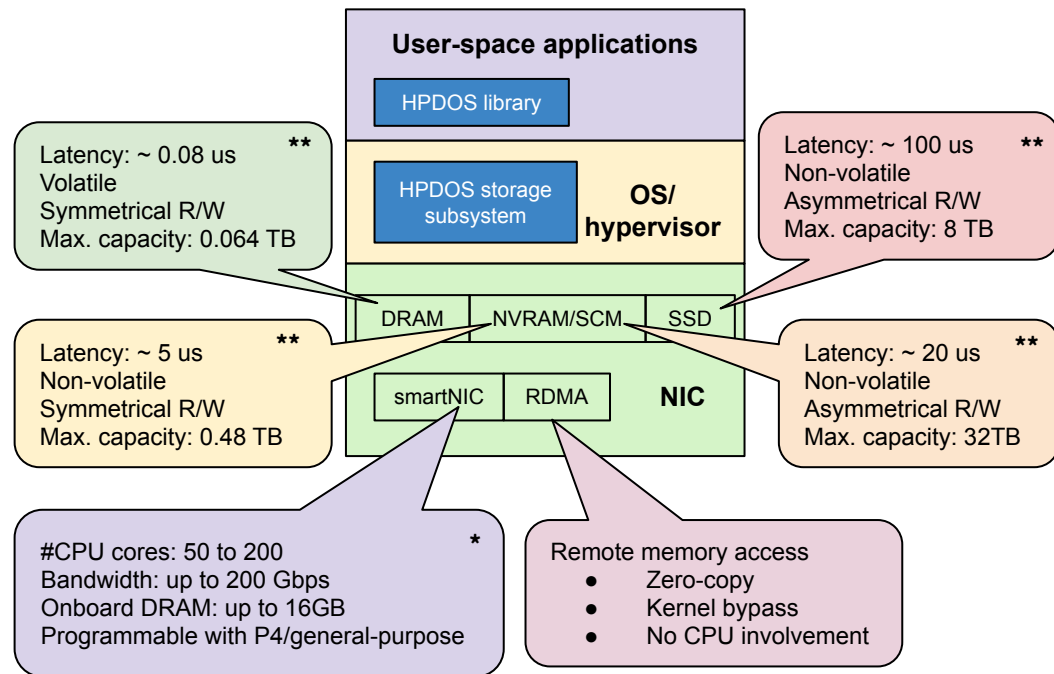 User-space applications
HPDOS library
Latency: ~ 0.08 us **
Volatile
Symmetrical R/W
Max. capacity: 0.064 TB
HPDOS storage
subsystem
OS/
hypervisor
Latency: ~ 100 us **
Non-volatile
Asymmetrical R/W
Max. capacity: 8 TB
DRAM
NVRAM/SCM
SSD
Latency: ~ 5 us **
Non-volatile
Symmetrical R/W
Max. capacity: 0.48 TB
smartNIC
RDMA
NIC
Latency: ~ 20 us **
Non-volatile
Asymmetrical R/W
Max. capacity: 32TB
#CPU cores: 50 to 200 *
Bandwidth: up to 200 Gbps
Onboard DRAM: up to 16GB
Programmable with P4/general-purpose
Remote memory access
● Zero-copy
● Kernel bypass
● No CPU involvement